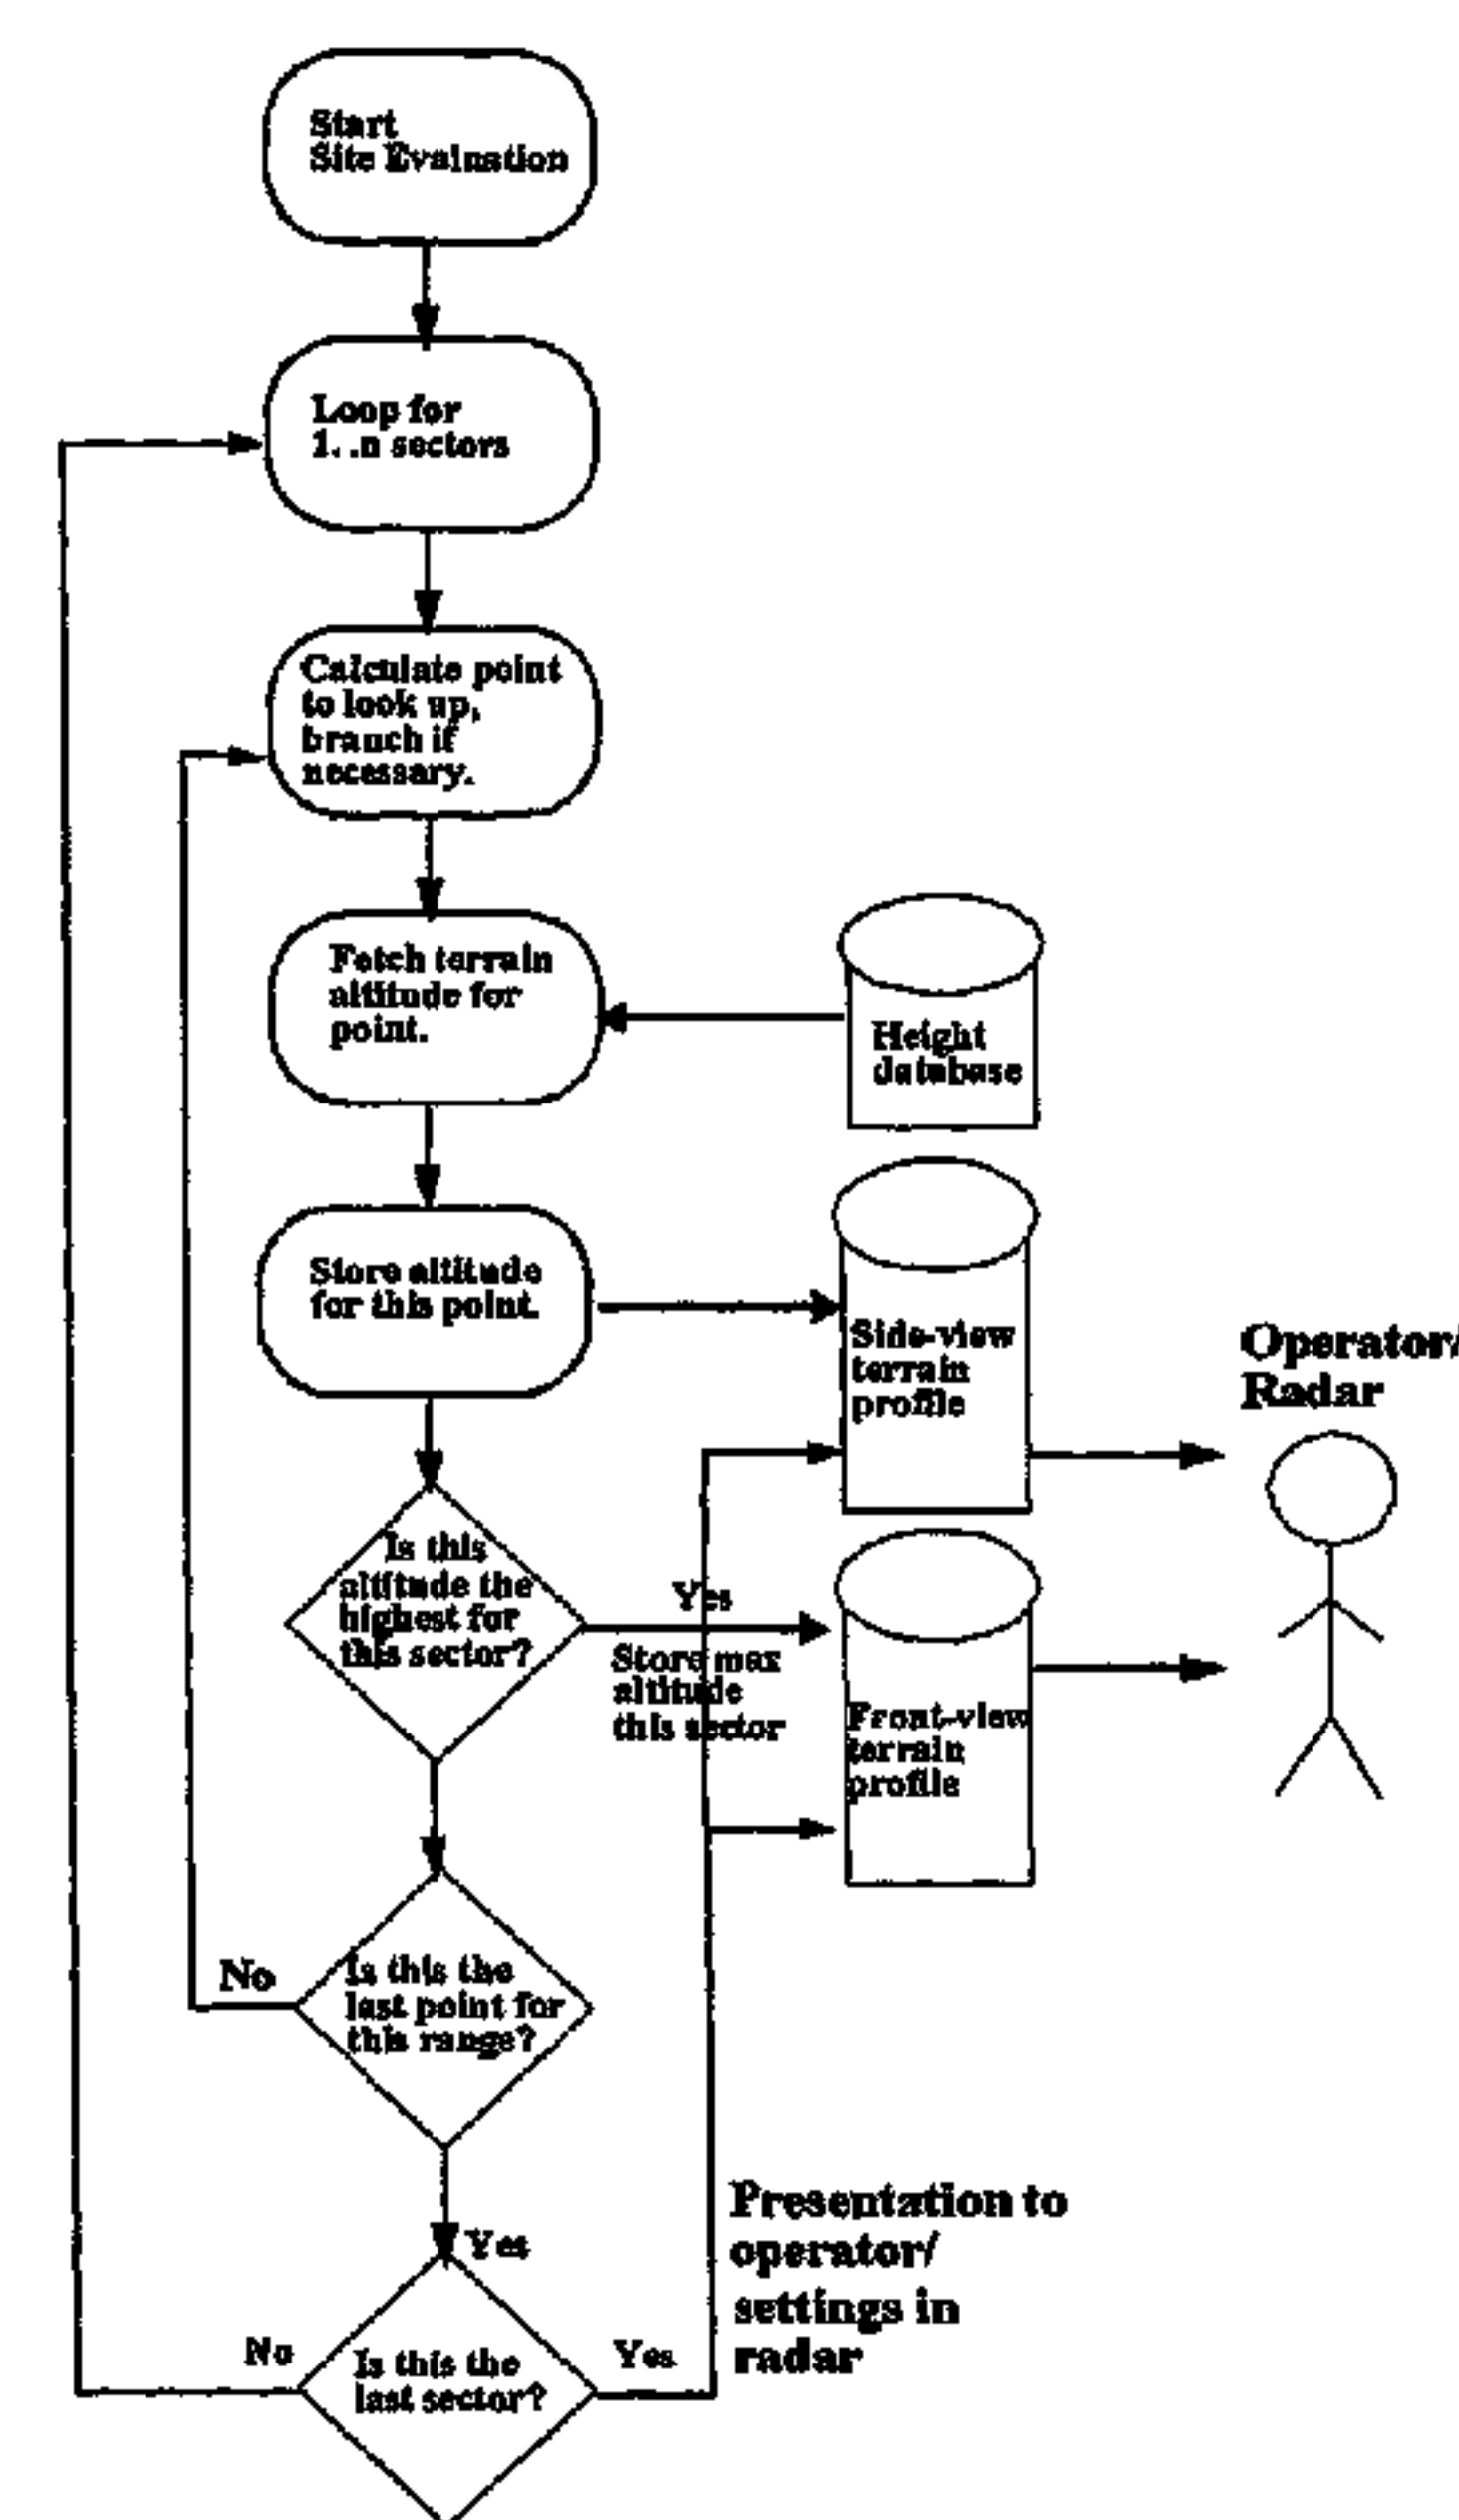 Start
Site Evaluation
Loop for
1..n sectors
Calculate point
to look up,
branch if
necessary.
Fetch terrain
altitude for
point.
Height
database
Store altitude
for this point.
Side-view
terrain
profile
Operator/
Radar
Is this
altitude the
highest for
this sector?
Yes
Store max
altitude
this sector
Front-view
terrain
profile
No
Is this the
last point for
this range?
Yes
Presentation to
operator/
settings in
radar
No
Is this the
last sector?
Yes